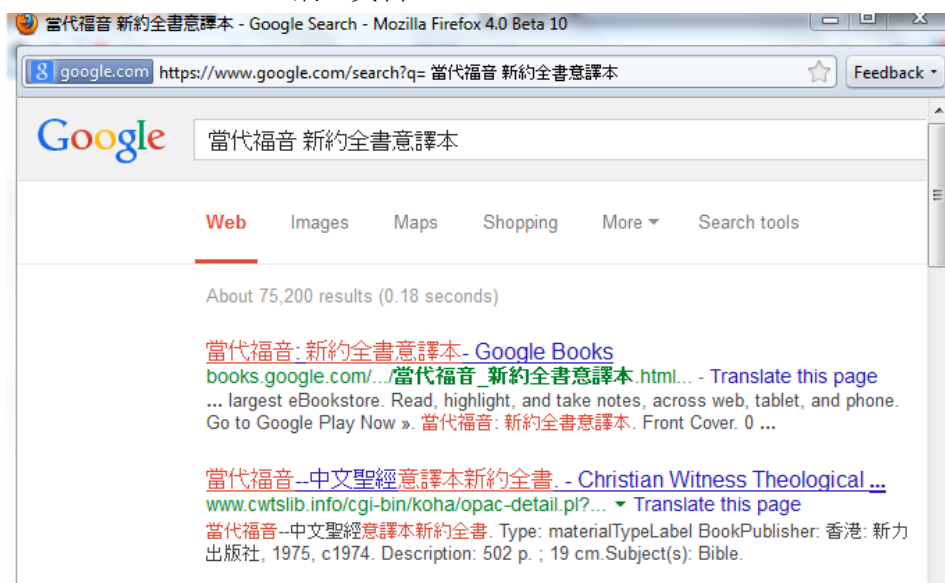 當代福音 新約全書意譯本 - Google Search - Mozilla Firefox 4.0 Beta 10
google.com https://www.google.com/search?q= 當代福音 新約全書意譯本 Feedback
Google 當代福音 新約全書意譯本
Web Images Maps Shopping More Search tools
About 75,200 results (0.18 seconds)
當代福音: 新約全書意譯本- Google Books
books.google.com/.../當代福音_新約全書意譯本.html... - Translate this page
... largest eBookstore. Read, highlight, and take notes, across web, tablet, and phone.
Go to Google Play Now ». 當代福音: 新約全書意譯本. Front Cover. 0 ...
當代福音--中文聖經意譯本新約全書. - Christian Witness Theological ...
www.cwtslib.info/cgi-bin/koha/opac-detail.pl?... Translate this page
當代福音--中文聖經意譯本新約全書. Type: materialTypeLabel BookPublisher: 香港: 新力
出版社, 1975, c1974. Description: 502 p. ; 19 cm.Subject(s): Bible.